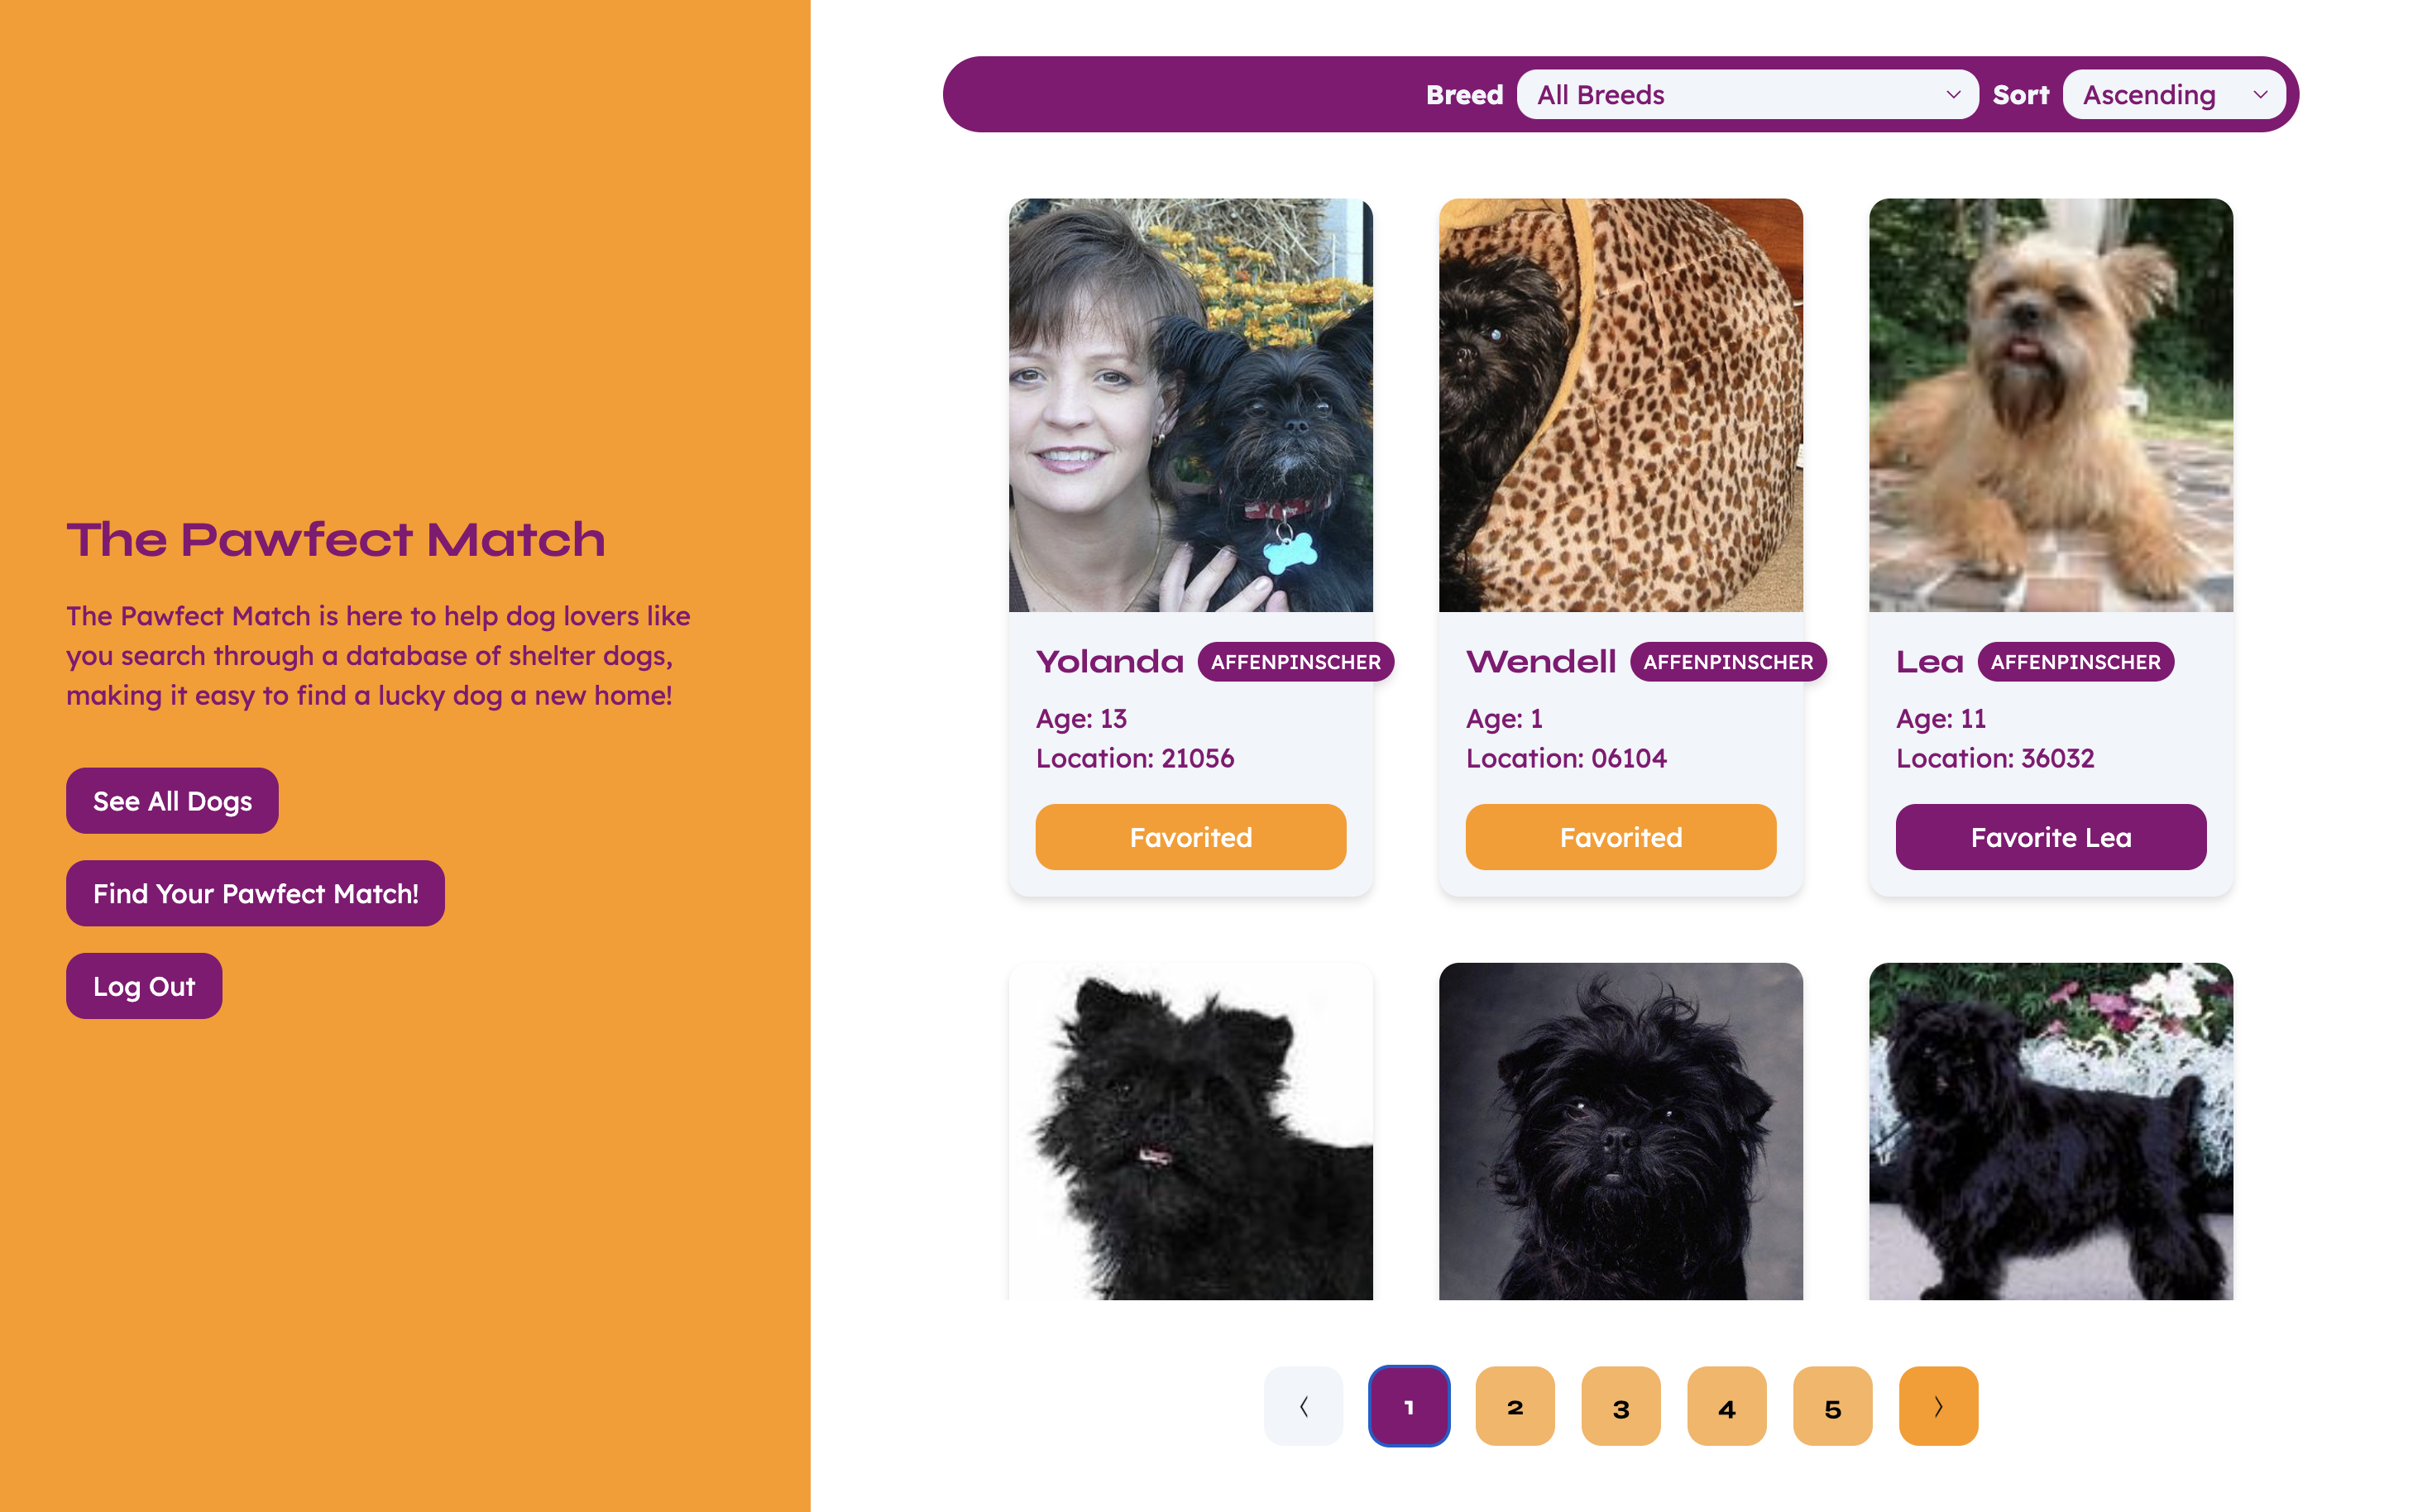 The Pawfect Match
The Pawfect Match is here to help dog lovers like
you search through a database of shelter dogs,
making it easy to find a lucky dog a new home!
See All Dogs
Find Your Pawfect Match!
Log Out
Breed All Breeds Sort Ascending
Yolanda AFFENPINSCHER
Age: 13
Location: 21056
Favorited
Wendell AFFENPINSCHER
Age: 1
Location: 06104
Favorited
Lea AFFENPINSCHER
Age: 11
Location: 36032
Favorite Lea
1 2 3 4 5